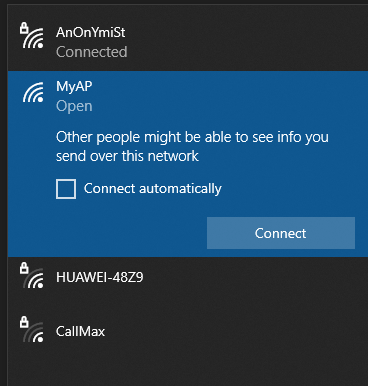 AnOnYmiSt
Connected
MyAP
Open
Other people might be able to see info you
send over this network
Connect automatically
Connect
HUAWEI-48Z9
CallMax